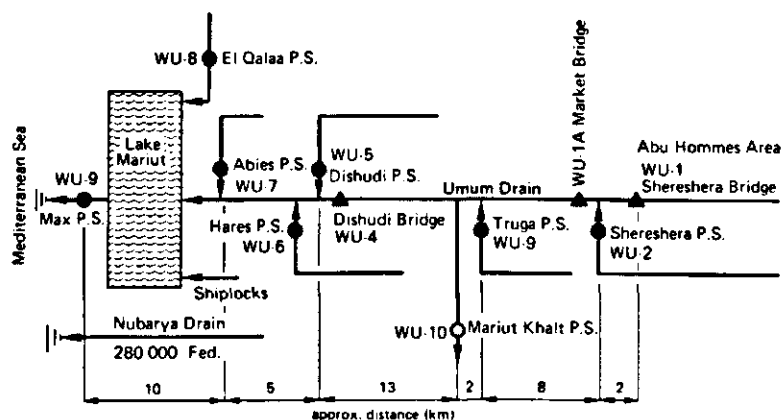 WU-8
El Qalaa P.S.
Mediterranean Sea
Lake
Mariut
WU-9
Max P.S.
Abies P.S.
WU-7
WU-5
Dishudi P.S.
Hares P.S.
WU-6
Dishudi Bridge
WU-4
Umum Drain
WU-1A Market Bridge
Abu Hommes Area
WU-1
Shereshera Bridge
Truga P.S.
WU-9
Shereshera P.S.
WU-2
Shiplocks
Nubarya Drain
280 000 Fed.
WU-10
Mariut Khalt P.S.
10
5
13
2
8
2
approx. distance (km)